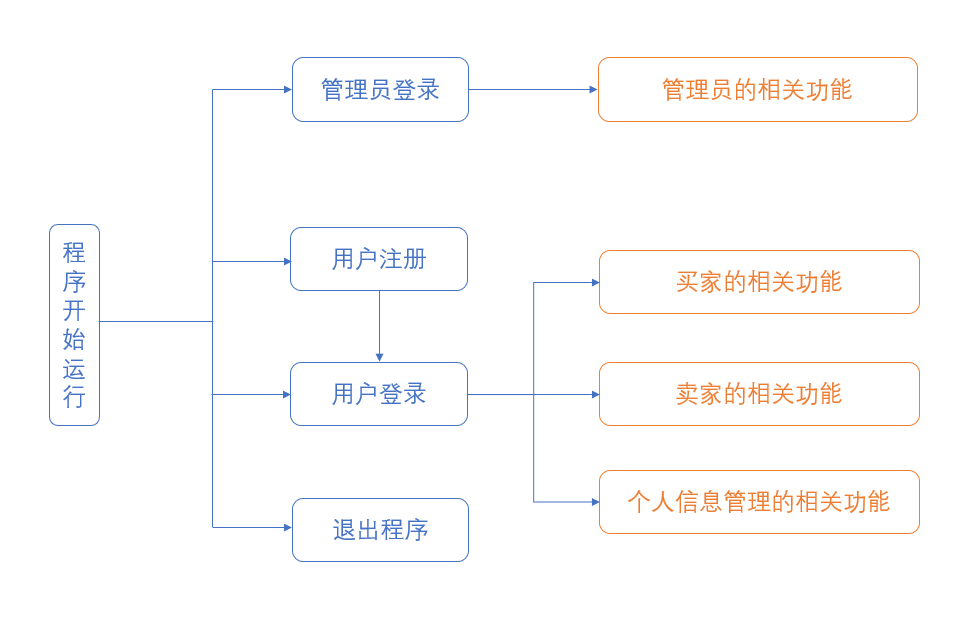 管理员登录
管理员的相关功能
程序开始运行
用户注册
买家的相关功能
用户登录
卖家的相关功能
个人信息管理的相关功能
退出程序